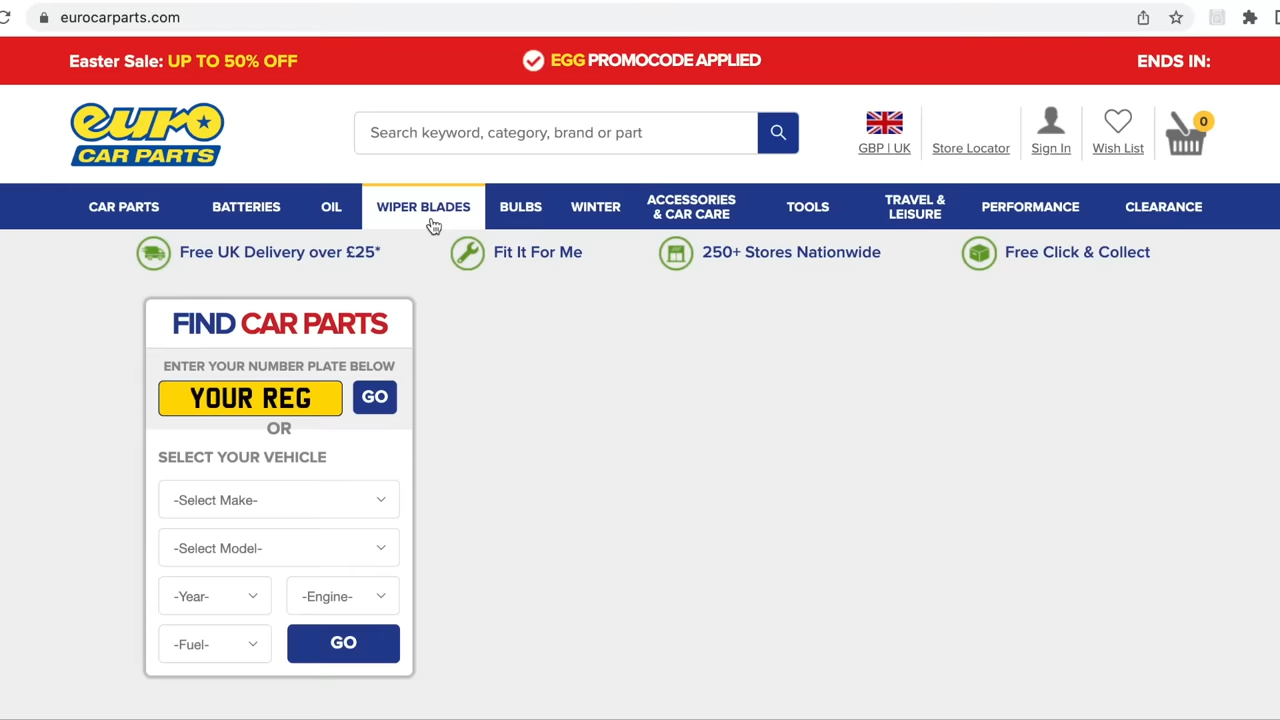 eurocarparts.com
Easter Sale: UP TO 50% OFF
EGG PROMOCODE APPLIED
ENDS IN:
euro
CAR PARTS
Search keyword, category, brand or part
GBP | UK
Store Locator
Sign In
Wish List
0
CAR PARTS
BATTERIES
OIL
WIPER BLADES
BULBS
WINTER
ACCESSORIES
& CAR CARE
TOOLS
TRAVEL &
LEISURE
PERFORMANCE
CLEARANCE
Free UK Delivery over £25*
Fit It For Me
250+ Stores Nationwide
Free Click & Collect
FIND CAR PARTS
ENTER YOUR NUMBER PLATE BELOW
YOUR REG
GO
OR
SELECT YOUR VEHICLE
-Select Make-
-Select Model-
-Year-
-Engine-
-Fuel-
GO